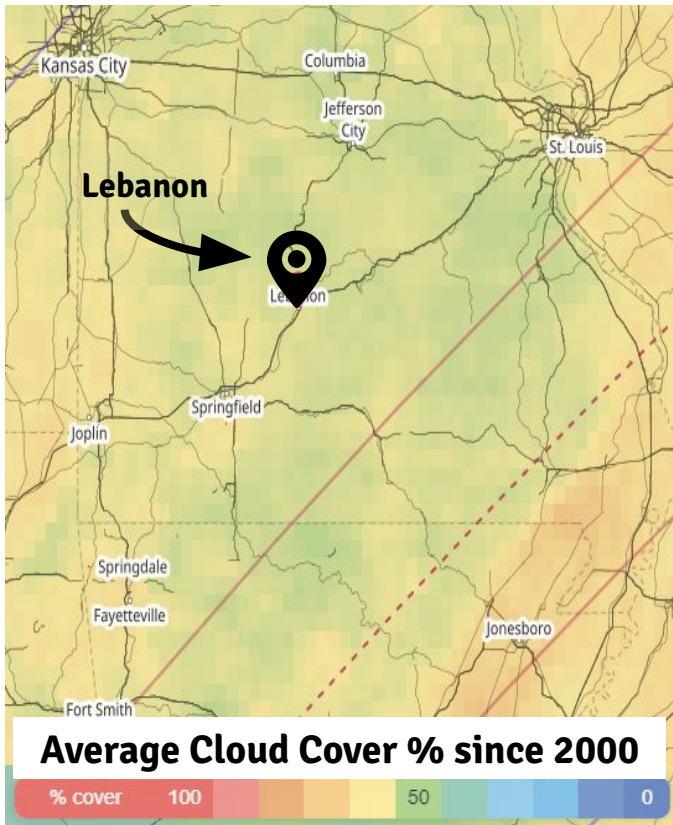 Kansas City
Columbia
Jefferson
City
St. Louis
Lebanon
Springfield
Joplin
Springdale
Fayetteville
Jonesboro
Fort Smith
Average Cloud Cover % since 2000
% cover 100 50 0